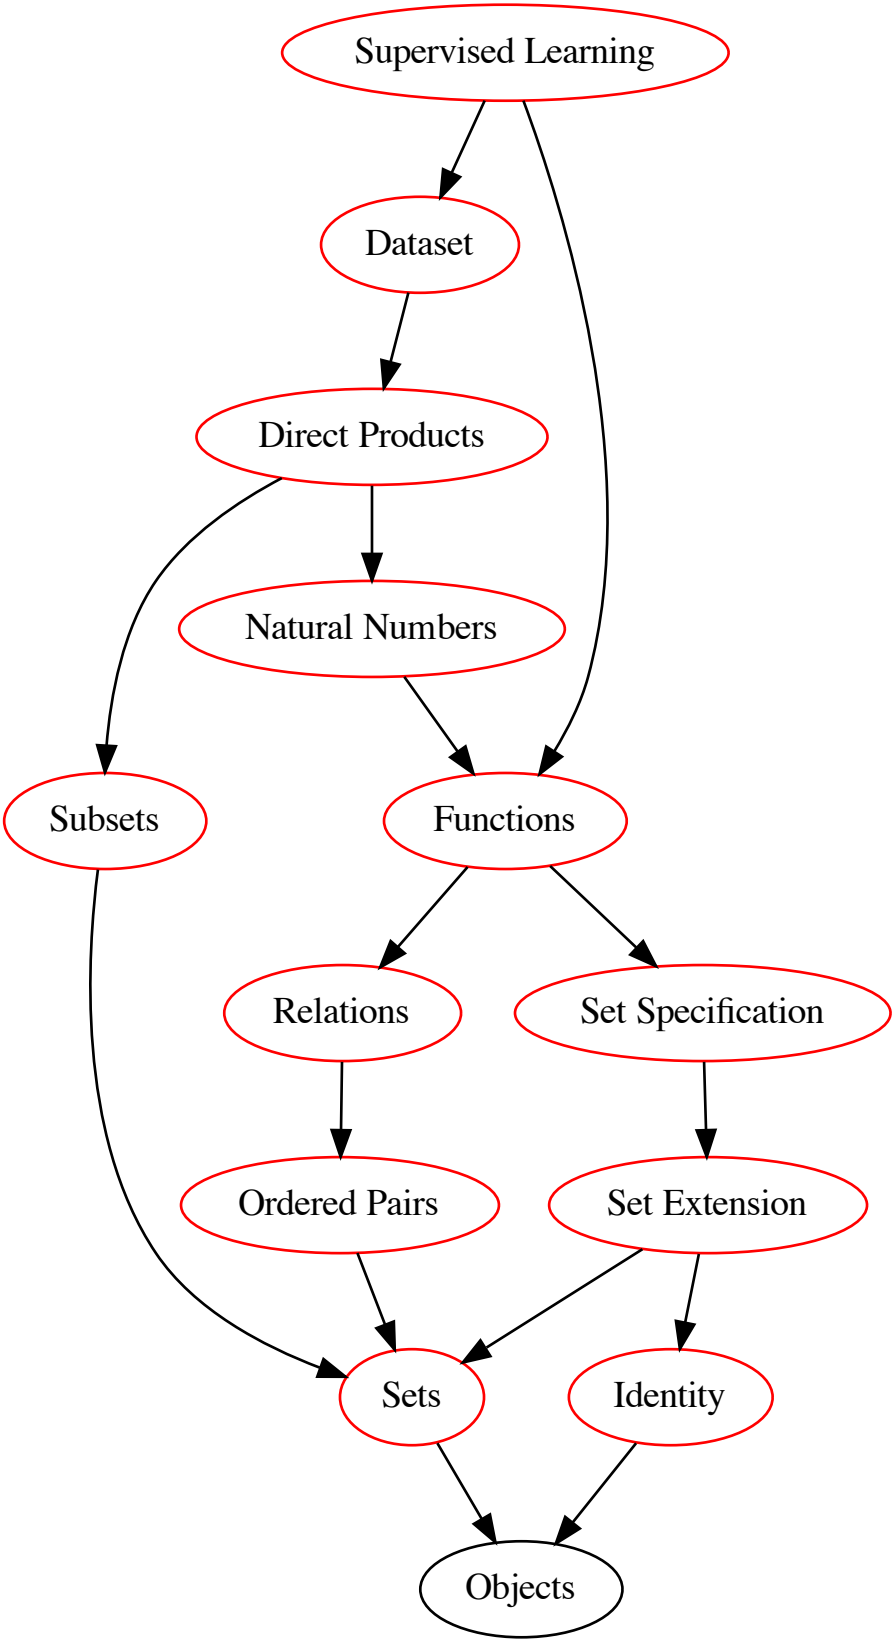 Supervised Learning
Dataset
Direct Products
Natural Numbers
Subsets
Functions
Relations
Set Specification
Ordered Pairs
Set Extension
Sets
Identity
Objects